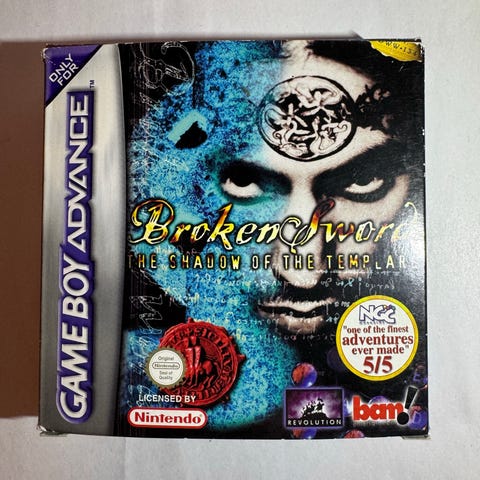 ONLY
FOR
GAME BOY ADVANCE™
Broken Sword
THE SHADOW OF THE TEMPLAR
NGC
"one of the finest
adventures
ever made"
5/5
Original
Nintendo
Seal of
Quality
LICENSED BY
Nintendo
REVOLUTION
bam!